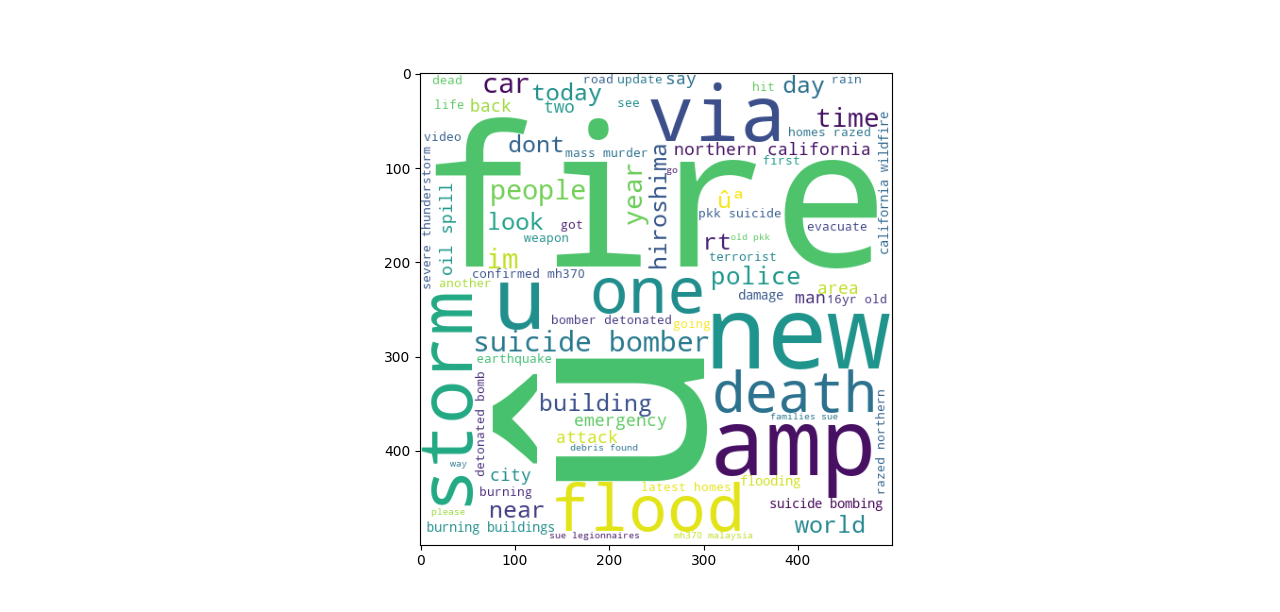 0
100
200
300
400
0
100
200
300
400
dead
car
today
road
update
say
hit
day
rain
life
back
two
see
via
time
video
dont
mass murder
homes razed
northern california
california wildfire
fire
first
go
people
year
hiroshima
ûª
pkk suicide
look
got
weapon
evacuate
severe thunderstorm
oil spill
rt
old pkk
im
terrorist
confirmed mh370
police
another
damage
area
man
16yr old
u
one
bomber detonated
going
new
storm
suicide bomber
earthquake
death
detonated bomb
building
emergency
families sue
attack
debris found
amp
razed northern
way
city
flooding
burning
latest homes
suicide bombing
please
near
flood
world
burning buildings
sue legionnaires
mh370 malaysia